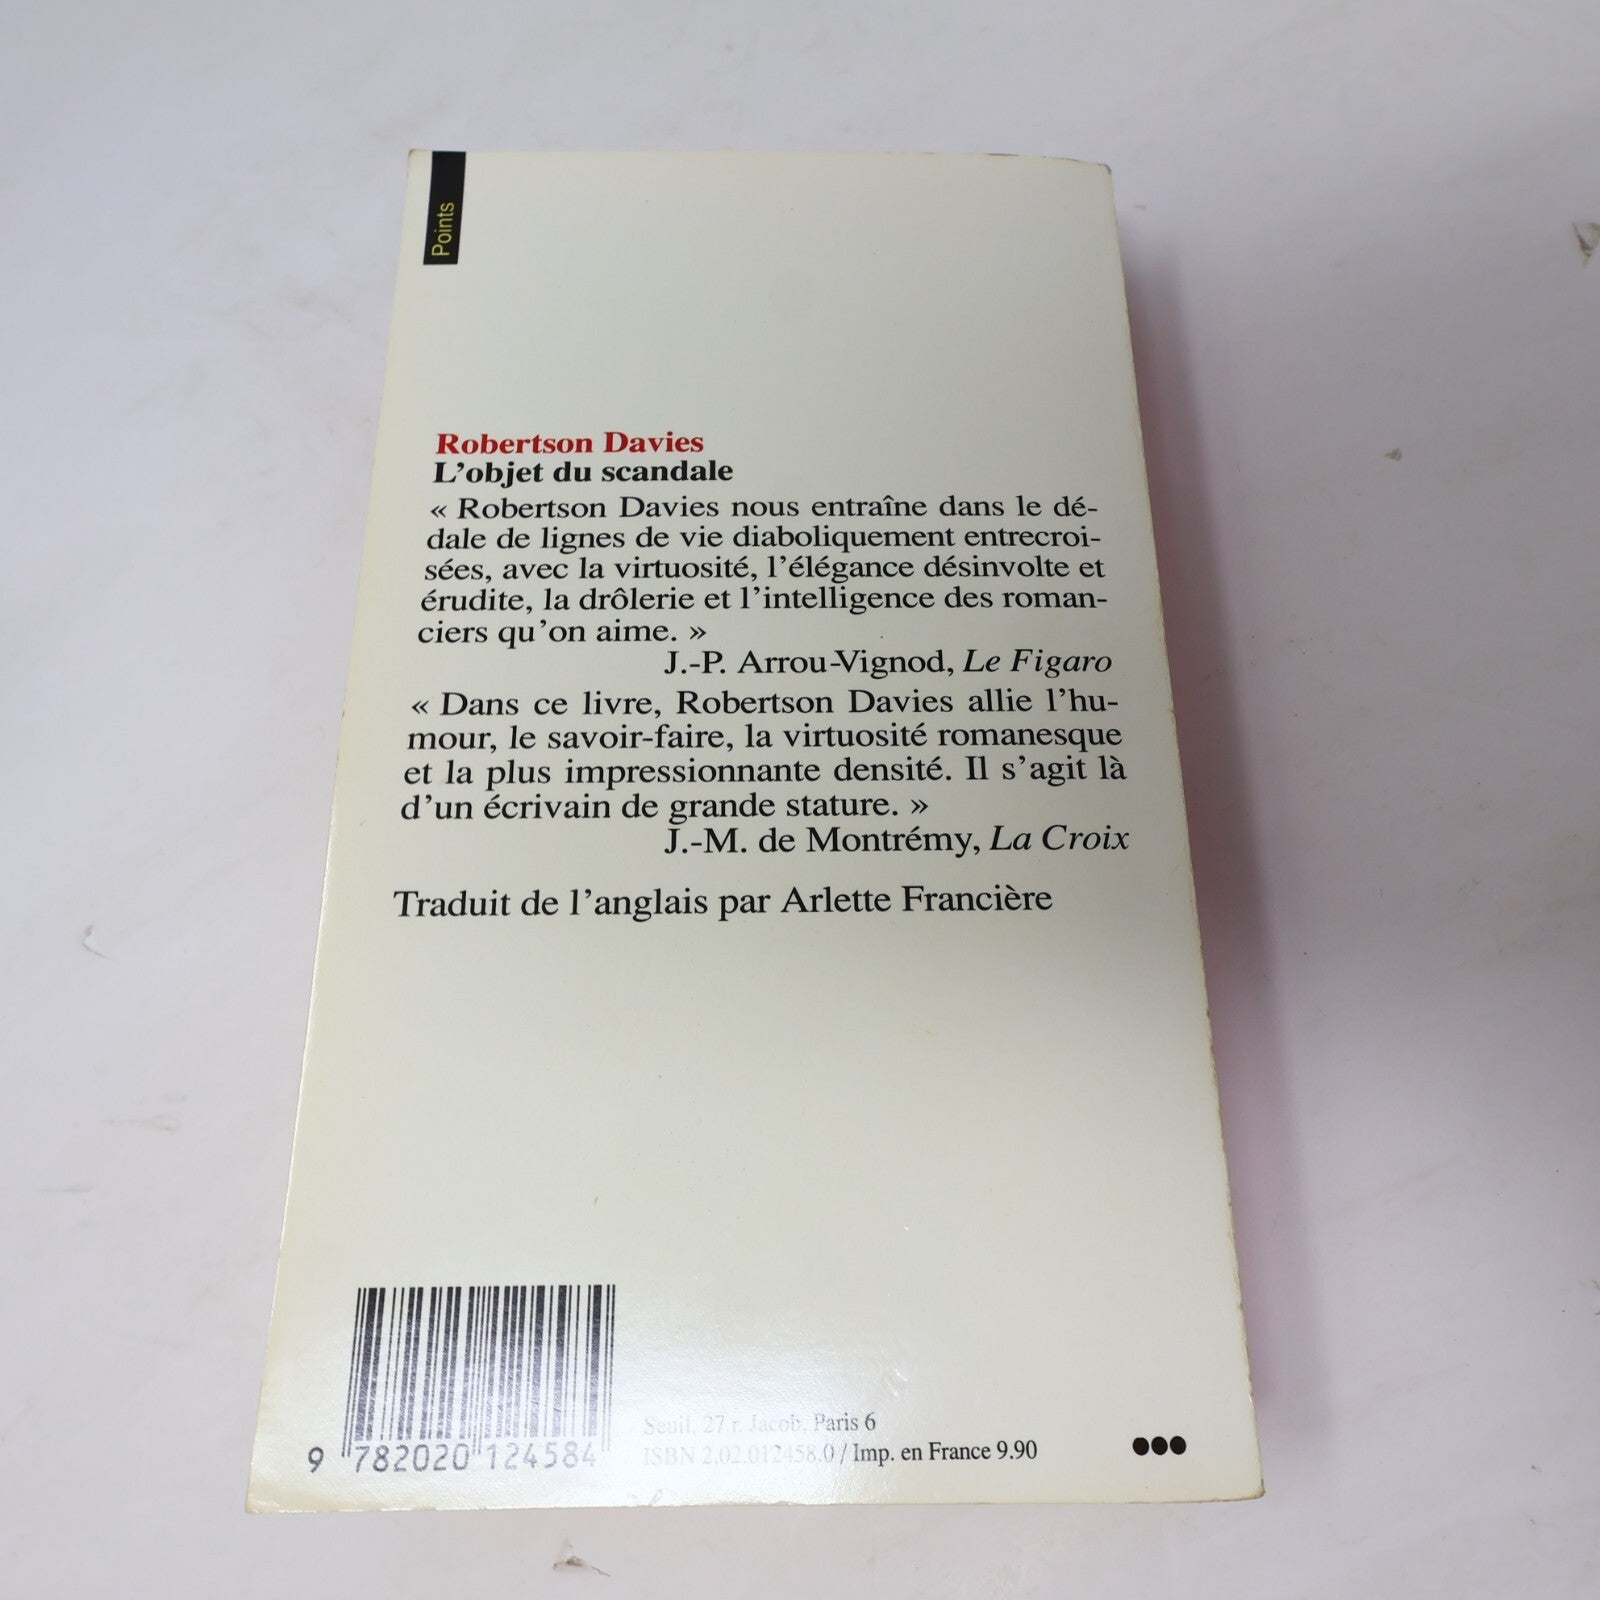 Points
Robertson Davies
L'objet du scandale
« Robertson Davies nous entraîne dans le dé-
dale de lignes de vie diaboliquement entrecroi-
sées, avec la virtuosité, l'élégance désinvolte et
érudite, la drôlerie et l'intelligence des roman-
ciers qu'on aime. »
J.-P. Arrou-Vignod, Le Figaro
« Dans ce livre, Robertson Davies allie l'hu-
mour, le savoir-faire, la virtuosité romanesque
et la plus impressionnante densité. Il s'agit là
d'un écrivain de grande stature. »
J.-M. de Montrémy, La Croix
Traduit de l'anglais par Arlette Francière
Seuil, 27 r. Jacob, Paris 6
ISBN 2.02.012458.0 / Imp. en France 9.90
9 782020 124584